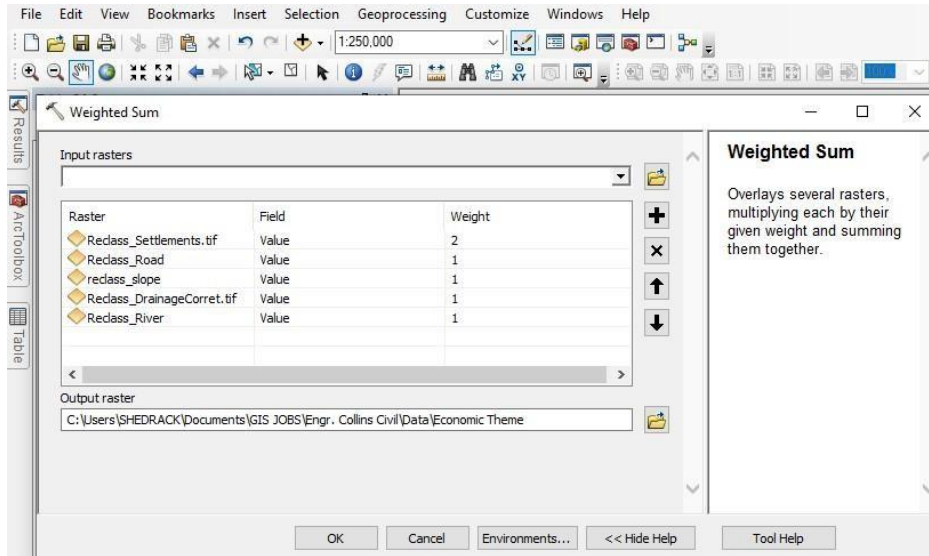 File Edit View Bookmarks Insert Selection Geoprocessing Customize Windows Help
1:250,000
Results
ArcToolbox
Table
Weighted Sum
Input rasters
Raster Field Weight
Reclass_Settlements.tif Value 2
Reclass_Road Value 1
reclass_slope Value 1
Reclass_DrainageCorret.tif Value 1
Reclass_River Value 1
Output raster
C:\Users\SHEDRACK\Documents\GIS JOBS\Engr. Collins Civil\Data\Economic Theme
OK Cancel Environments... << Hide Help Tool Help
Weighted Sum
Overlays several rasters,
multiplying each by their
given weight and summing
them together.